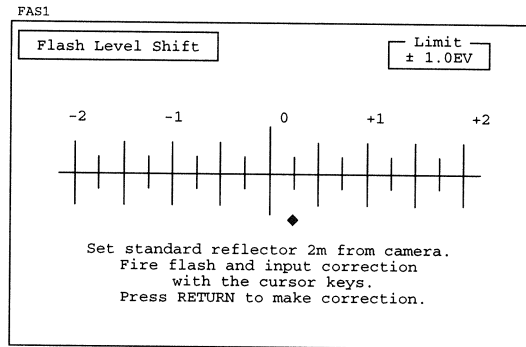 FAS1
Flash Level Shift
Limit
± 1.0EV
-2 -1 0 +1 +2
Set standard reflector 2m from camera.
Fire flash and input correction
with the cursor keys.
Press RETURN to make correction.